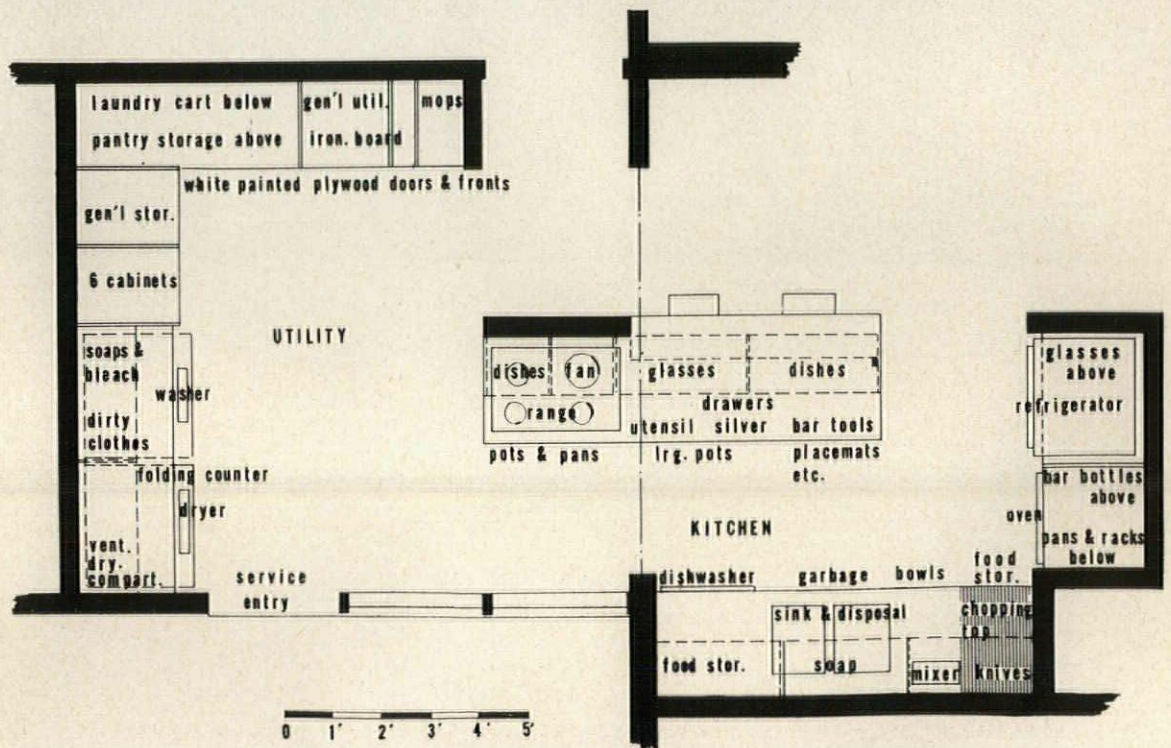 laundry cart below
pantry storage above
gen'l util.
iron. board
mops
white painted plywood doors & fronts
gen'l stor.
6 cabinets
UTILITY
soaps &
bleach
washer
dirty
clothes
folding counter
dryer
vent.
dry.
compart.
service
entry
dishes
fan
range
glasses
dishes
drawers
utensil silver bar tools
pots & pans
lrg. pots
placemats
etc.
glasses
above
refrigerator
bar bottles
above
oven
pans & racks
below
KITCHEN
dishwasher
garbage bowls
food
stor.
sink & disposal
chopping
top
food stor.
soap
mixer
knives
0 1' 2' 3' 4' 5'